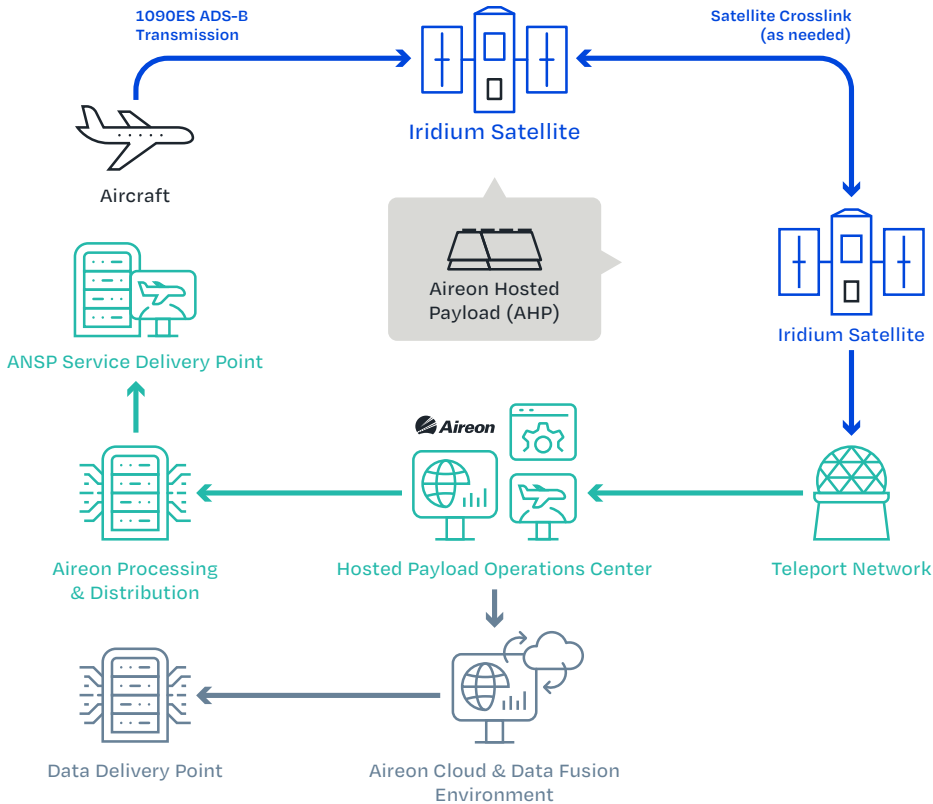 1090ES ADS-B
Transmission
Satellite Crosslink
(as needed)
Iridium Satellite
Aircraft
Aireon Hosted
Payload (AHP)
Iridium Satellite
ANSP Service Delivery Point
Aireon
Aireon Processing
& Distribution
Hosted Payload Operations Center
Teleport Network
Data Delivery Point
Aireon Cloud & Data Fusion
Environment